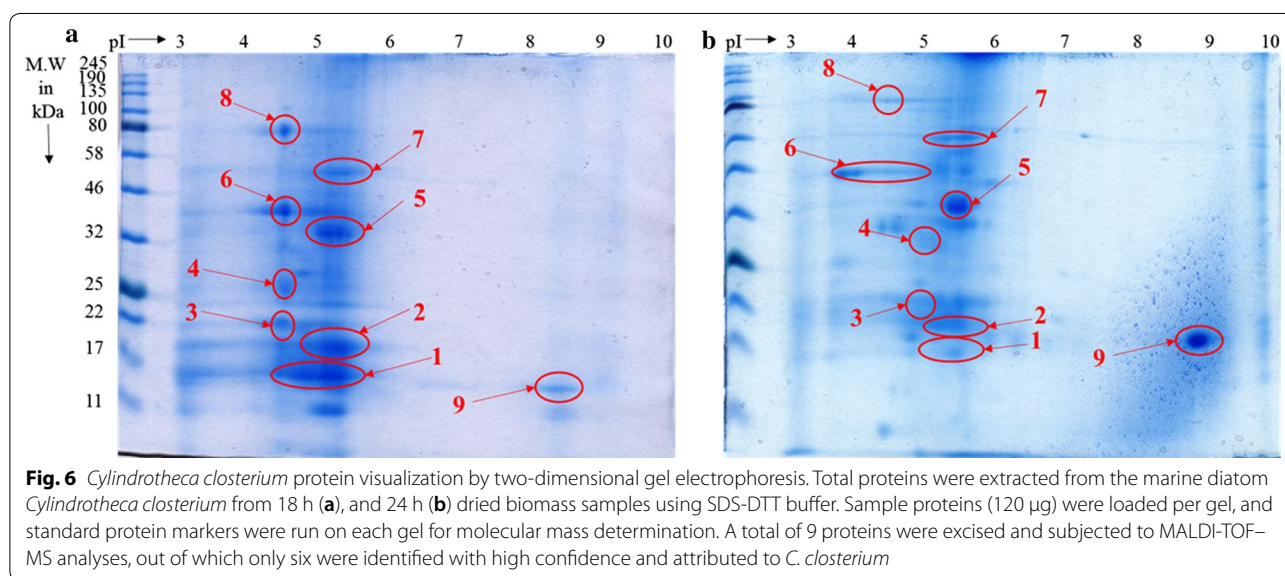 a
pI 3 4 5 6 7 8 9 10
M.W
in
kDa
245
190
135
100
80
58
46
32
25
22
17
11
8
7
6
5
4
3
2
1
9
b
pI 3 4 5 6 7 8 9 10
8
7
6
5
4
3
2
1
9
Fig. 6 Cylindrotheca closterium protein visualization by two-dimensional gel electrophoresis. Total proteins were extracted from the marine diatom
Cylindrotheca closterium from 18 h (a), and 24 h (b) dried biomass samples using SDS-DTT buffer. Sample proteins (120 µg) were loaded per gel, and
standard protein markers were run on each gel for molecular mass determination. A total of 9 proteins were excised and subjected to MALDI-TOF–
MS analyses, out of which only six were identified with high confidence and attributed to C. closterium